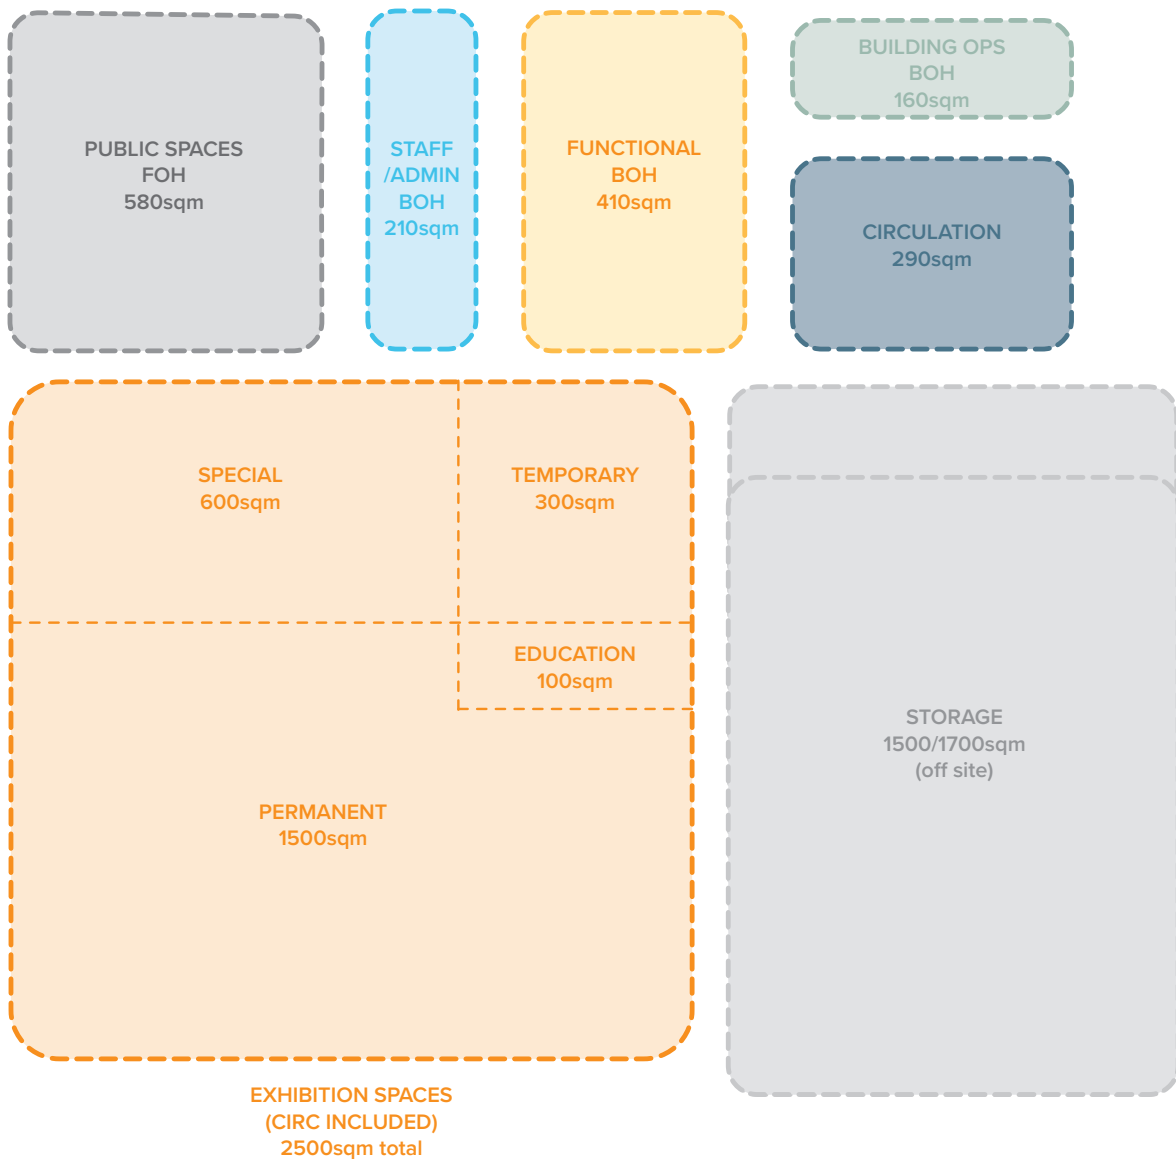 PUBLIC SPACES
FOH
580sqm
STAFF
/ADMIN
BOH
210sqm
FUNCTIONAL
BOH
410sqm
BUILDING OPS
BOH
160sqm
CIRCULATION
290sqm
SPECIAL
600sqm
TEMPORARY
300sqm
EDUCATION
100sqm
PERMANENT
1500sqm
STORAGE
1500/1700sqm
(off site)
EXHIBITION SPACES
(CIRC INCLUDED)
2500sqm total